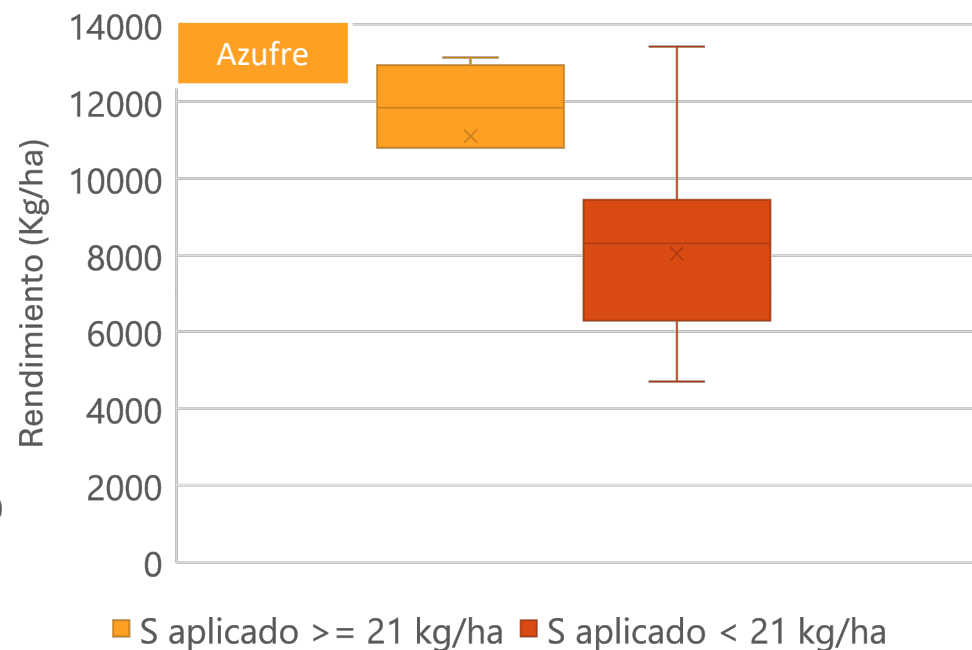 Azufre
Rendimiento (Kg/ha)
14000
12000
10000
8000
6000
4000
2000
0
S aplicado >= 21 kg/ha
S aplicado < 21 kg/ha